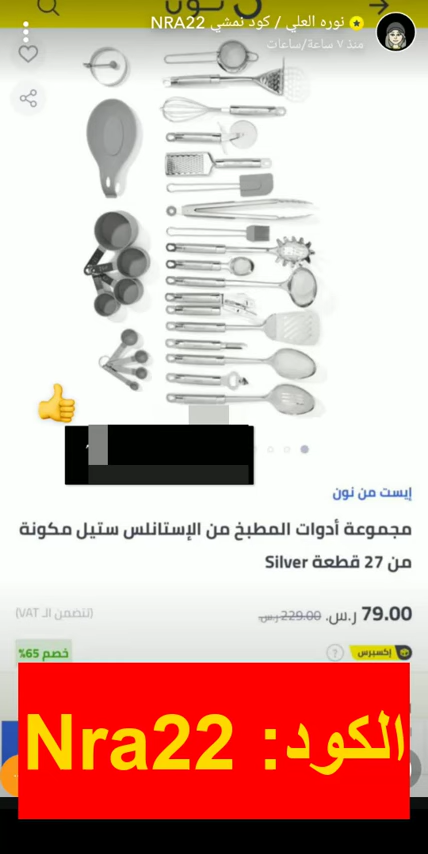 نوره العلي / كود نمشي NRA22
منذ ٧ ساعة/ساعات
إيست من نون
مجموعة أدوات المطبخ من الإستانلس ستيل مكونة
من 27 قطعة Silver
79.00 ر.س. 229.00 ر.س.
(تتضمن الـ VAT)
إكسبرس ?
خصم 65%
الكود: Nra22